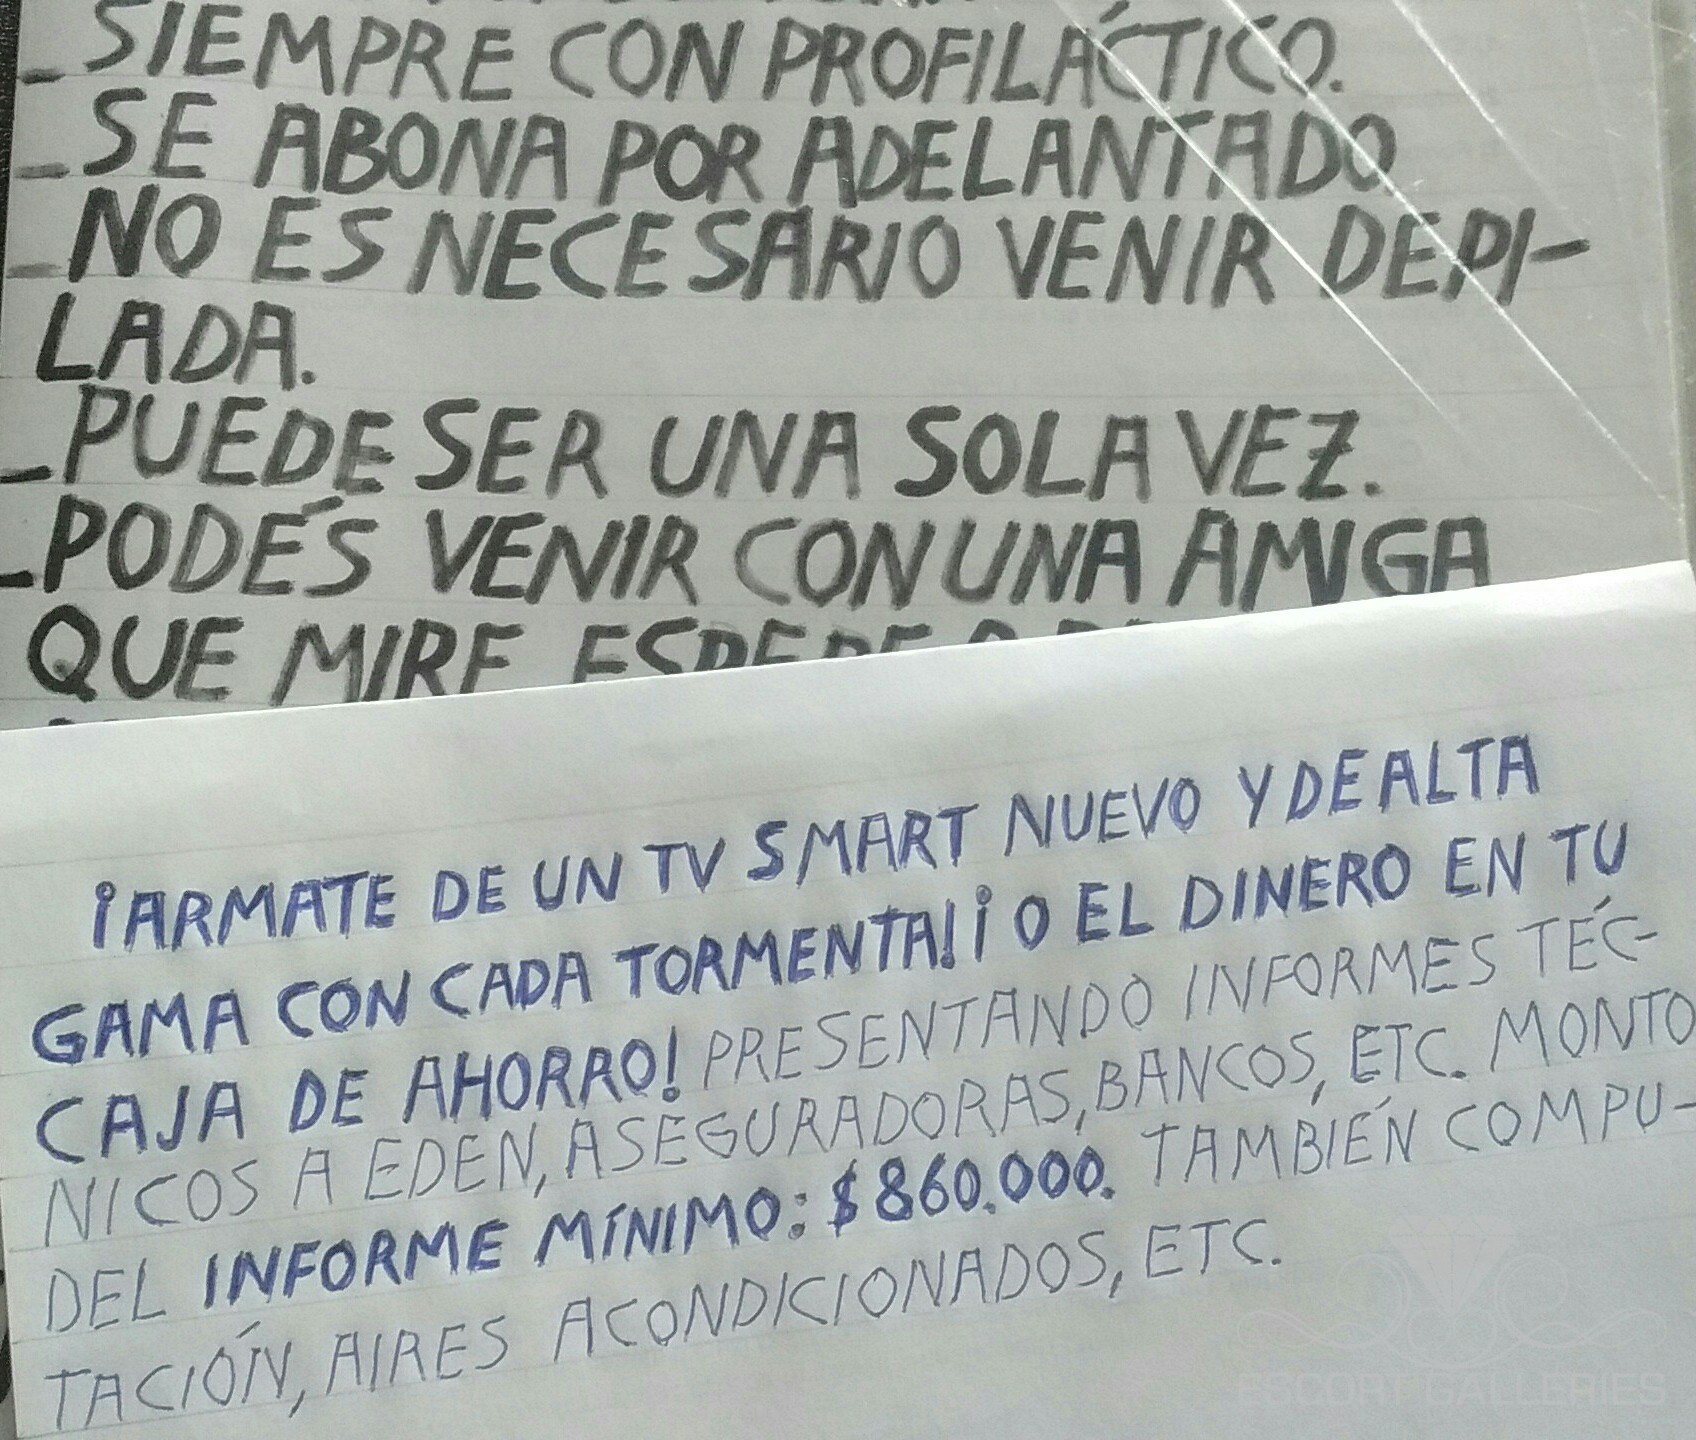 _SIEMPRE CON PROFILÁCTICO.
_SE ABONA POR ADELANTADO
_NO ES NECESARIO VENIR DEPI-
LADA.
_PUEDE SER UNA SOLA VEZ.
_PODÉS VENIR CON UNA AMIGA
QUE MIRE
¡ARMATE DE UN TV SMART NUEVO Y DE ALTA
GAMA CON CADA TORMENTA! ¡O EL DINERO EN TU
CAJA DE AHORRO! PRESENTANDO INFORMES TÉC-
NICOS A EDEN, ASEGURADORAS, BANCOS, ETC. MONTO
DEL INFORME MÍNIMO: $860.000. TAMBIÉN COMPU-
TACIÓN, AIRES ACONDICIONADOS, ETC.
ESCORT GALLERIES